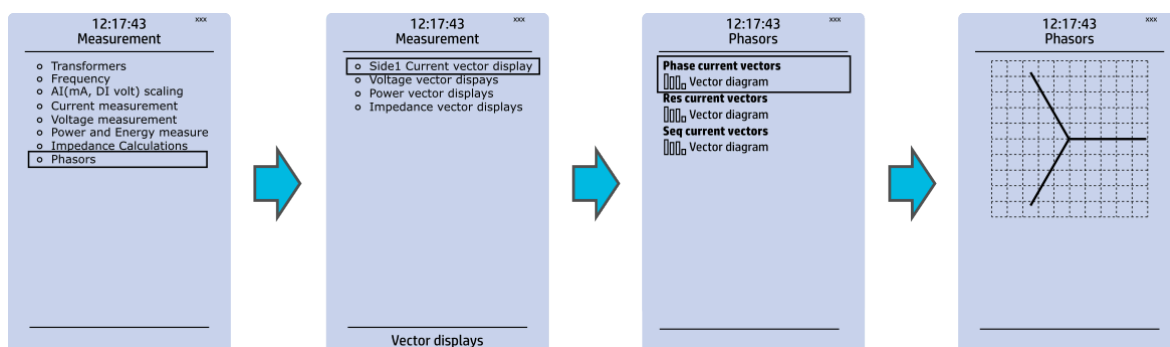 12:17:43
xxx
Measurement
Transformers
Frequency
AI(mA, DI volt) scaling
Current measurement
Voltage measurement
Power and Energy measure
Impedance Calculations
Phasors
12:17:43
xxx
Measurement
Side1 Current vector display
Voltage vector dispays
Power vector displays
Impedance vector displays
Vector displays
12:17:43
xxx
Phasors
Phase current vectors
Vector diagram
Res current vectors
Vector diagram
Seq current vectors
Vector diagram
12:17:43
xxx
Phasors